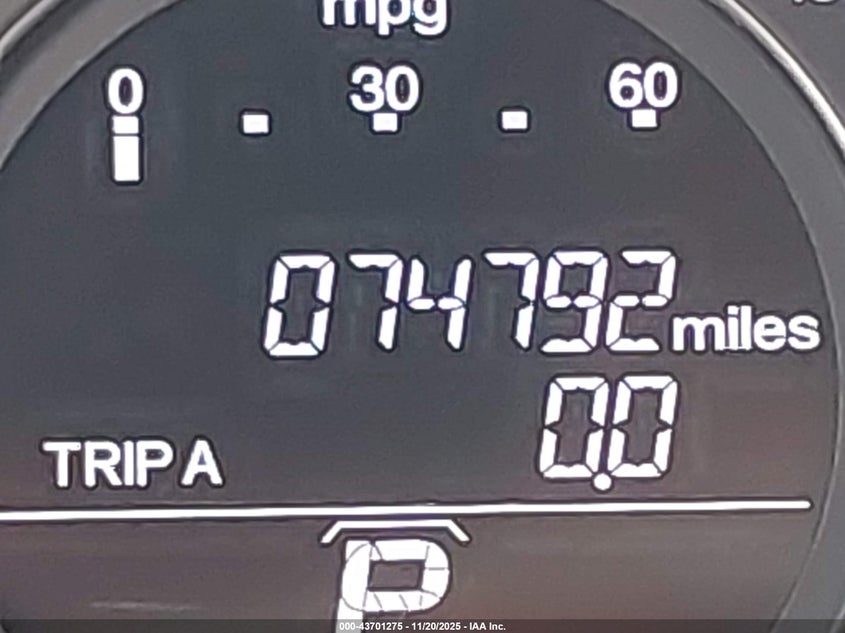 mpg
0 30 60
074792 miles
0.0
TRIP A
P
000-43701275 - 11/20/2025 - IAA Inc.